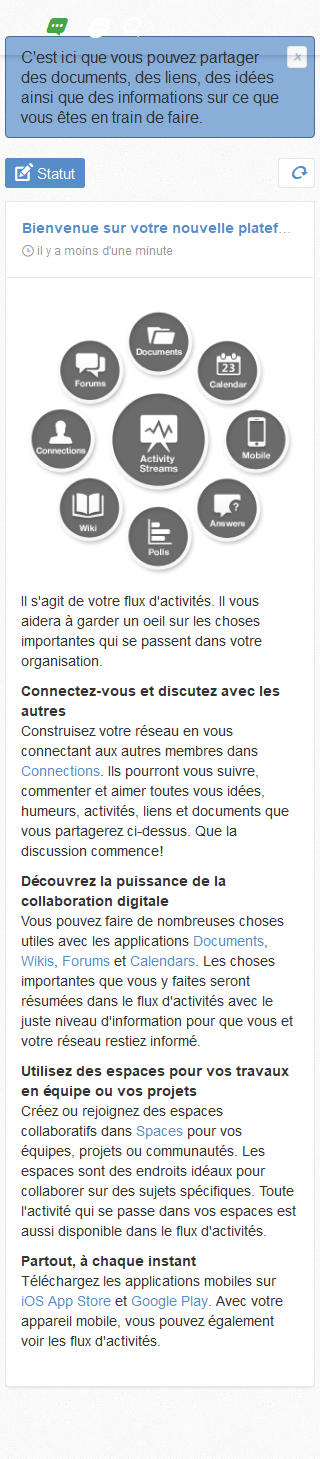 C'est ici que vous pouvez partager
des documents, des liens, des idées
ainsi que des informations sur ce que
vous êtes en train de faire.
x
Statut
Bienvenue sur votre nouvelle platef...
il y a moins d'une minute
Documents
Forums
23
Calendar
Connections
Activity
Streams
Mobile
Wiki
?
Answers
Polls
Il s'agit de votre flux d'activités. Il vous
aidera à garder un oeil sur les choses
importantes qui se passent dans votre
organisation.
Connectez-vous et discutez avec les
autres
Construisez votre réseau en vous
connectant aux autres membres dans
Connections. Ils pourront vous suivre,
commenter et aimer toutes vous idées,
humeurs, activités, liens et documents que
vous partagerez ci-dessus. Que la
discussion commence!
Découvrez la puissance de la
collaboration digitale
Vous pouvez faire de nombreuses choses
utiles avec les applications Documents,
Wikis, Forums et Calendars. Les choses
importantes que vous y faites seront
résumées dans le flux d'activités avec le
juste niveau d'information pour que vous et
votre réseau restiez informé.
Utilisez des espaces pour vos travaux
en équipe ou vos projets
Créez ou rejoignez des espaces
collaboratifs dans Spaces pour vos
équipes, projets ou communautés. Les
espaces sont des endroits idéaux pour
collaborer sur des sujets spécifiques. Toute
l'activité qui se passe dans vos espaces est
aussi disponible dans le flux d'activités.
Partout, à chaque instant
Téléchargez les applications mobiles sur
iOS App Store et Google Play. Avec votre
appareil mobile, vous pouvez également
voir les flux d'activités.